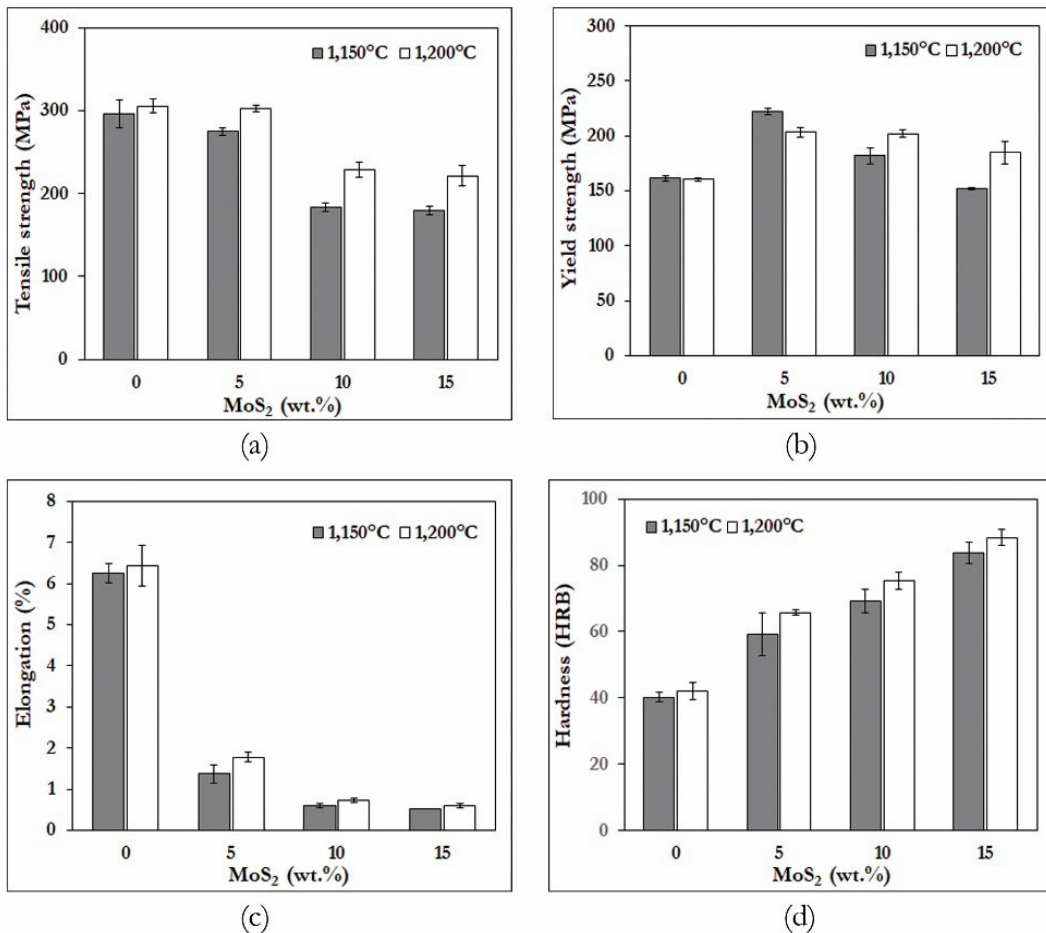 Tensile strength (MPa)
400
300
200
100
0
1,150°C 1,200°C
0 5 10 15
MoS₂ (wt.%)
(a)
Yield strength (MPa)
300
250
200
150
100
50
0
1,150°C 1,200°C
0 5 10 15
MoS₂ (wt.%)
(b)
Elongation (%)
8
7
6
5
4
3
2
1
0
1,150°C 1,200°C
0 5 10 15
MoS₂ (wt.%)
(c)
Hardness (HRB)
100
80
60
40
20
0
1,150°C 1,200°C
0 5 10 15
MoS₂ (wt.%)
(d)